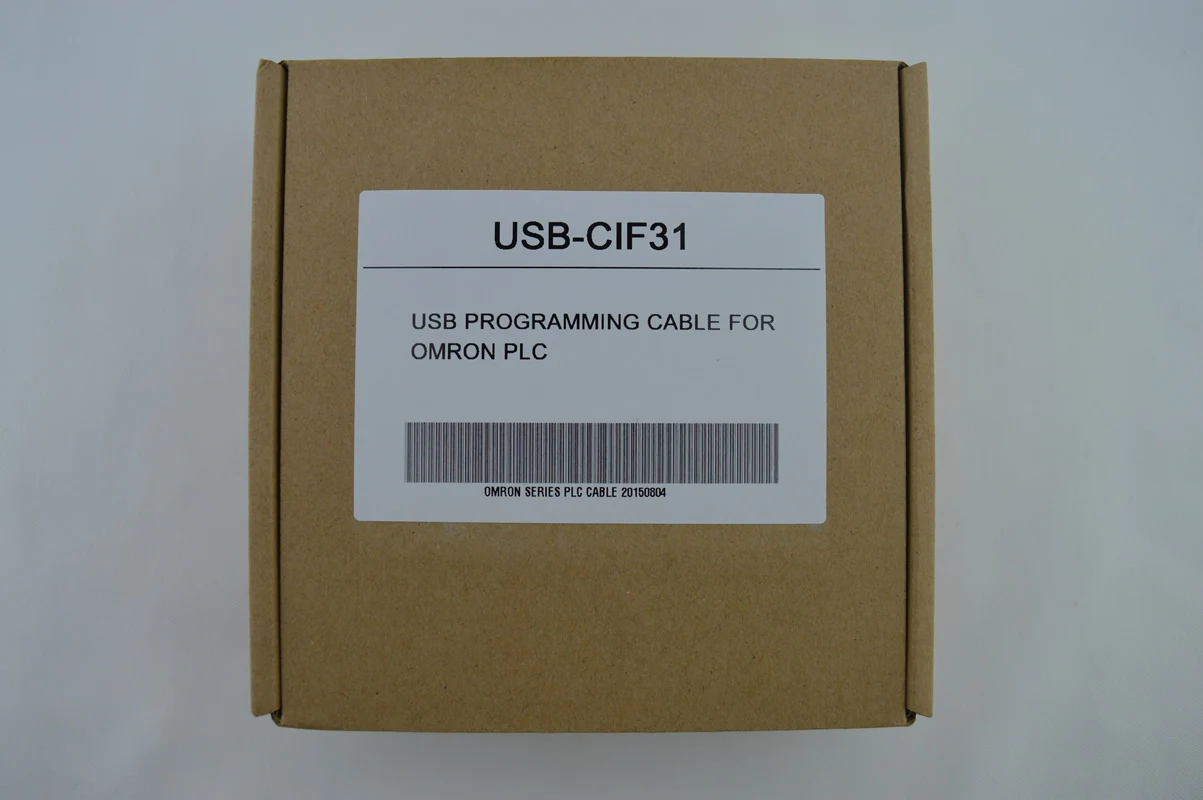 USB-CIF31
USB PROGRAMMING CABLE FOR
OMRON PLC
OMRON SERIES PLC CABLE 20150804